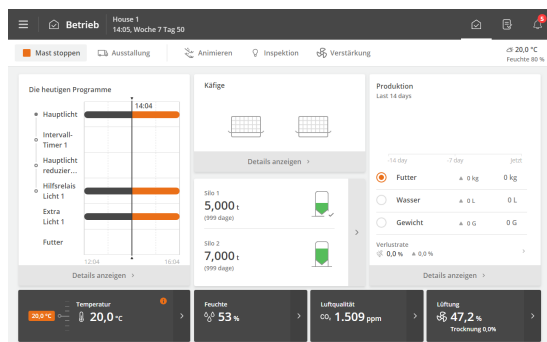 Betrieb
House 1
14:05, Woche 7 Tag 50
4
Mast stoppen
Ausstallung
Animieren
Inspektion
Verstärkung
20,0 °C
Feuchte 80 %
Die heutigen Programme
14:04
Hauptlicht
Intervall-
Timer 1
Hauptlicht
reduzier...
Hilfsrelais
Licht 1
Extra
Licht 1
Futter
12:04
16:04
Details anzeigen
Käfige
Details anzeigen
Silo 1
5,000 t
(999 dage)
Silo 2
7,000 t
(999 dage)
Produktion
Last 14 days
-14 day
-7 day
Jetzt
Futter
0 kg
0 kg
Wasser
0 L
0 L
Gewicht
0 G
0 G
Verlustrate
0,0 %
0,0 %
Details anzeigen
20,0 °C
Temperatur
20,0 °C
Feuchte
53 %
Luftqualität
CO₂ 1.509 ppm
Lüftung
47,2 %
Trocknung 0,0%